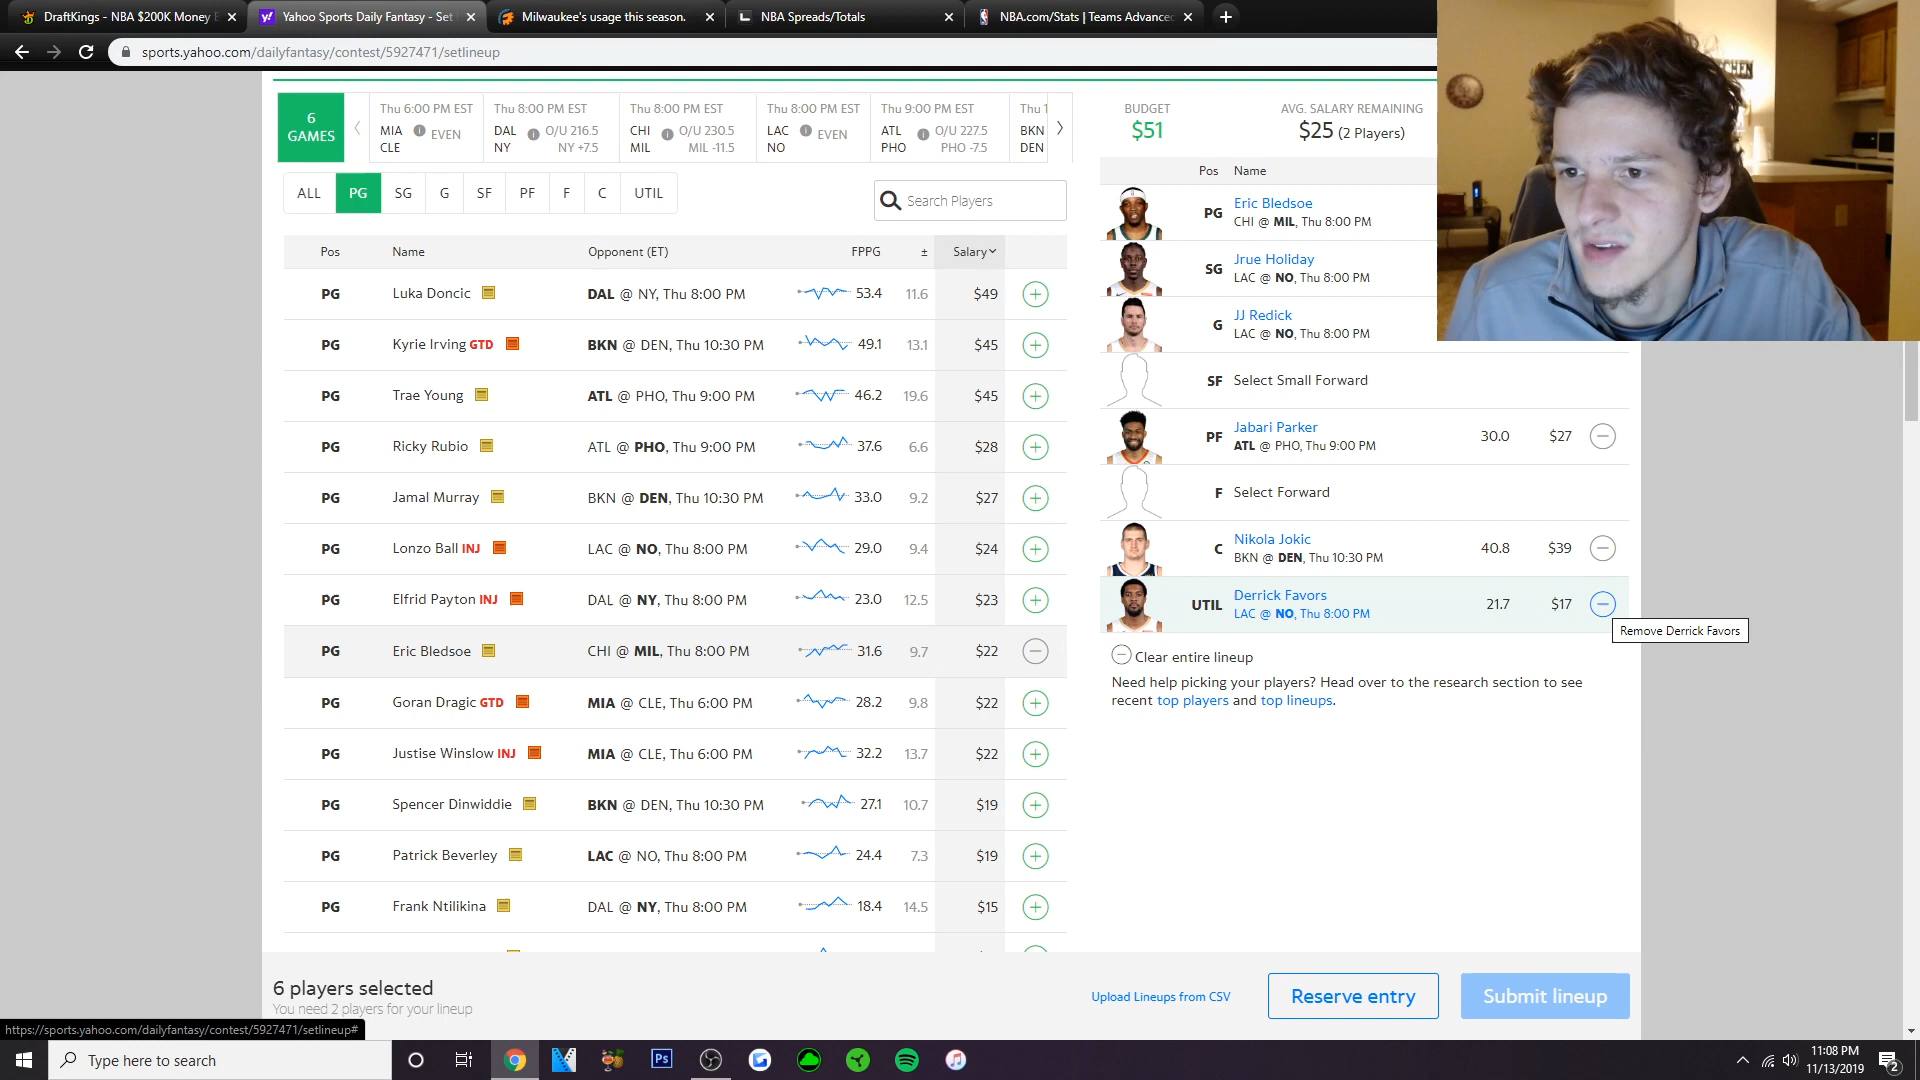 DraftKings - NBA $200K Money
Yahoo Sports Daily Fantasy - Set
Milwaukee's usage this season.
NBA Spreads/Totals
NBA.com/Stats | Teams Advance
sports.yahoo.com/dailyfantasy/contest/5927471/setlineup
6 GAMES
Thu 6:00 PM EST
MIA EVEN
CLE
Thu 8:00 PM EST
DAL O/U 216.5
NY NY +7.5
Thu 8:00 PM EST
CHI O/U 230.5
MIL MIL -11.5
Thu 8:00 PM EST
LAC EVEN
NO
Thu 9:00 PM EST
ATL O/U 227.5
PHO PHO -7.5
Thu 1
BKN
DEN
BUDGET
$51
AVG. SALARY REMAINING
$25 (2 Players)
ALL PG SG G SF PF F C UTIL
Search Players
Pos Name Opponent (ET) FPPG ± Salary
PG Luka Doncic DAL @ NY, Thu 8:00 PM 53.4 11.6 $49
PG Kyrie Irving GTD BKN @ DEN, Thu 10:30 PM 49.1 13.1 $45
PG Trae Young ATL @ PHO, Thu 9:00 PM 46.2 19.6 $45
PG Ricky Rubio ATL @ PHO, Thu 9:00 PM 37.6 6.6 $28
PG Jamal Murray BKN @ DEN, Thu 10:30 PM 33.0 9.2 $27
PG Lonzo Ball INJ LAC @ NO, Thu 8:00 PM 29.0 9.4 $24
PG Elfrid Payton INJ DAL @ NY, Thu 8:00 PM 23.0 12.5 $23
PG Eric Bledsoe CHI @ MIL, Thu 8:00 PM 31.6 9.7 $22
PG Goran Dragic GTD MIA @ CLE, Thu 6:00 PM 28.2 9.8 $22
PG Justise Winslow INJ MIA @ CLE, Thu 6:00 PM 32.2 13.7 $22
PG Spencer Dinwiddie BKN @ DEN, Thu 10:30 PM 27.1 10.7 $19
PG Patrick Beverley LAC @ NO, Thu 8:00 PM 24.4 7.3 $19
PG Frank Ntilikina DAL @ NY, Thu 8:00 PM 18.4 14.5 $15
Pos Name
PG Eric Bledsoe
CHI @ MIL, Thu 8:00 PM
SG Jrue Holiday
LAC @ NO, Thu 8:00 PM
G JJ Redick
LAC @ NO, Thu 8:00 PM
SF Select Small Forward
PF Jabari Parker 30.0 $27
ATL @ PHO, Thu 9:00 PM
F Select Forward
C Nikola Jokic 40.8 $39
BKN @ DEN, Thu 10:30 PM
UTIL Derrick Favors 21.7 $17
LAC @ NO, Thu 8:00 PM
Remove Derrick Favors
Clear entire lineup
Need help picking your players? Head over to the research section to see
recent top players and top lineups.
6 players selected
You need 2 players for your lineup
Upload Lineups from CSV
Reserve entry
Submit lineup
https://sports.yahoo.com/dailyfantasy/contest/5927471/setlineup#
Type here to search
Ps
11:08 PM
11/13/2019
2